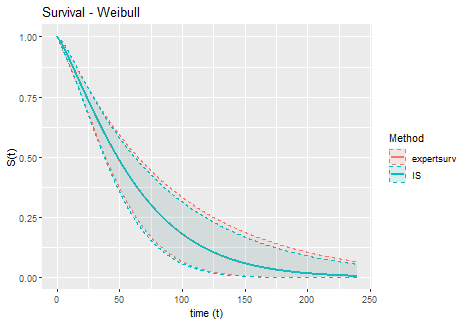 Survival - Weibull
1.00
0.75
0.50
0.25
0.00
S(t)
0
50
100
150
200
250
time (t)
Method
expertsurv
IS